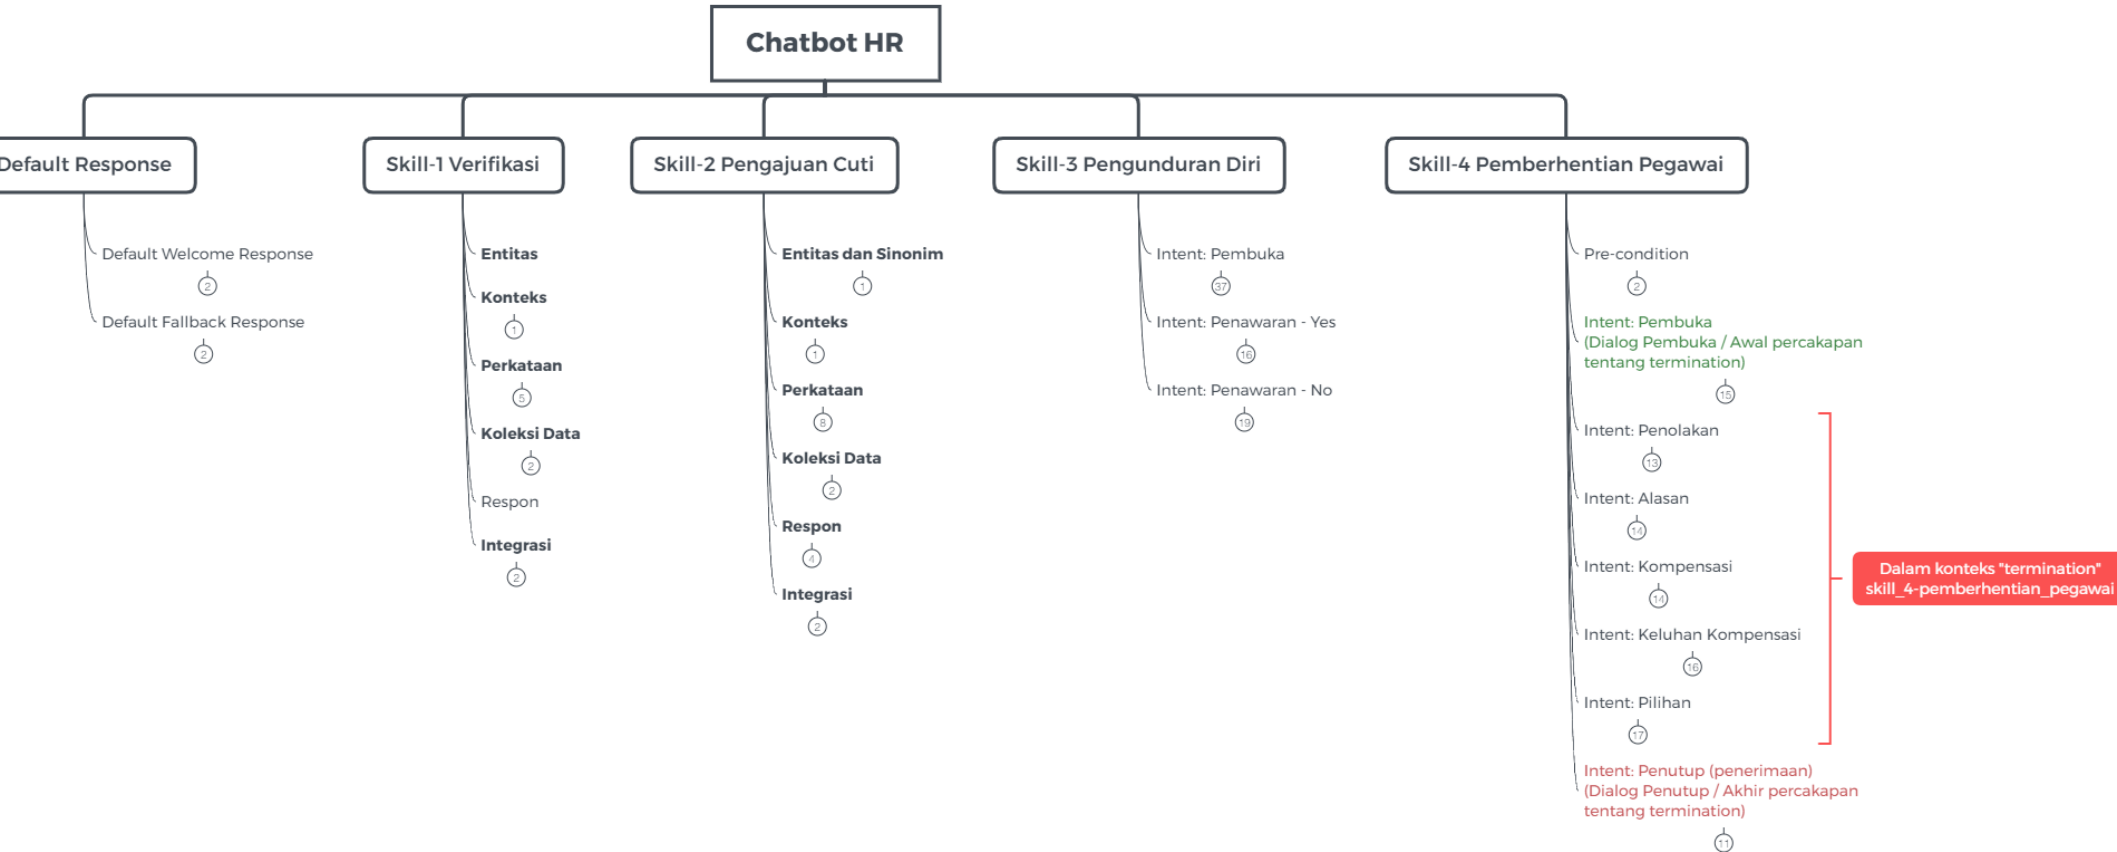 Chatbot HR
Default Response
Default Welcome Response
2
Default Fallback Response
2
Skill-1 Verifikasi
Entitas
Konteks
1
Perkataan
5
Koleksi Data
2
Respon
Integrasi
2
Skill-2 Pengajuan Cuti
Entitas dan Sinonim
1
Konteks
1
Perkataan
8
Koleksi Data
2
Respon
4
Integrasi
2
Skill-3 Pengunduran Diri
Intent: Pembuka
37
Intent: Penawaran - Yes
16
Intent: Penawaran - No
19
Skill-4 Pemberhentian Pegawai
Pre-condition
2
Intent: Pembuka
(Dialog Pembuka / Awal percakapan
tentang termination)
15
Intent: Penolakan
13
Intent: Alasan
14
Intent: Kompensasi
14
Intent: Keluhan Kompensasi
16
Intent: Pilihan
17
Intent: Penutup (penerimaan)
(Dialog Penutup / Akhir percakapan
tentang termination)
11
Dalam konteks "termination"
skill_4-pemberhentian_pegawai